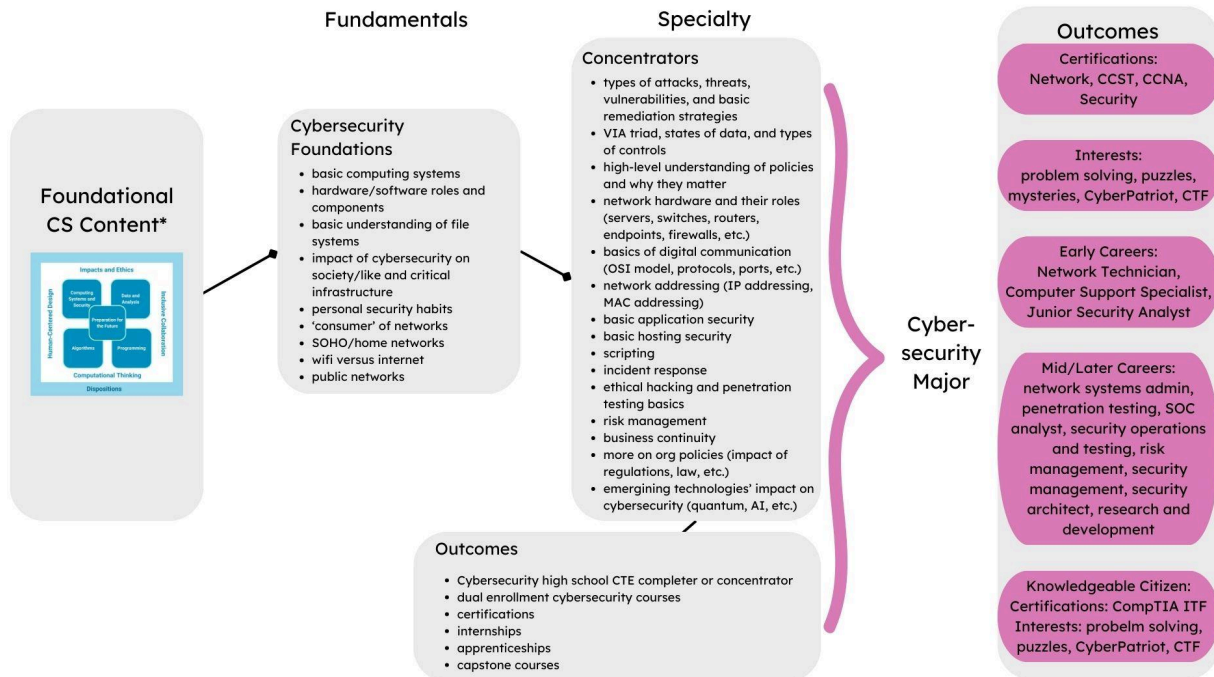 Fundamentals
Specialty
Foundational
CS Content*
Impacts and Ethics
Human-Centered Design
Computing
Systems and
Security
Data and
Analysis
Preparation for
the Future
Algorithms
Programming
Inclusive Collaboration
Computational Thinking
Dispositions
Cybersecurity
Foundations
• basic computing systems
• hardware/software roles and
components
• basic understanding of file
systems
• impact of cybersecurity on
society/like and critical
infrastructure
• personal security habits
• ‘consumer’ of networks
• SOHO/home networks
• wifi versus internet
• public networks
Concentrators
• types of attacks, threats,
vulnerabilities, and basic
remediation strategies
• VIA triad, states of data, and types
of controls
• high-level understanding of policies
and why they matter
• network hardware and their roles
(servers, switches, routers,
endpoints, firewalls, etc.)
• basics of digital communication
(OSI model, protocols, ports, etc.)
• network addressing (IP addressing,
MAC addressing)
• basic application security
• basic hosting security
• scripting
• incident response
• ethical hacking and penetration
testing basics
• risk management
• business continuity
• more on org policies (impact of
regulations, law, etc.)
• emergining technologies’ impact on
cybersecurity (quantum, AI, etc.)
Outcomes
• Cybersecurity high school CTE completer or concentrator
• dual enrollment cybersecurity courses
• certifications
• internships
• apprenticeships
• capstone courses
Cyber-
security
Major
Outcomes
Certifications:
Network, CCST, CCNA,
Security
Interests:
problem solving, puzzles,
mysteries, CyberPatriot, CTF
Early Careers:
Network Technician,
Computer Support Specialist,
Junior Security Analyst
Mid/Later Careers:
network systems admin,
penetration testing, SOC
analyst, security operations
and testing, risk
management, security
management, security
architect, research and
development
Knowledgeable Citizen:
Certifications: CompTIA ITF
Interests: probelm solving,
puzzles, CyberPatriot, CTF